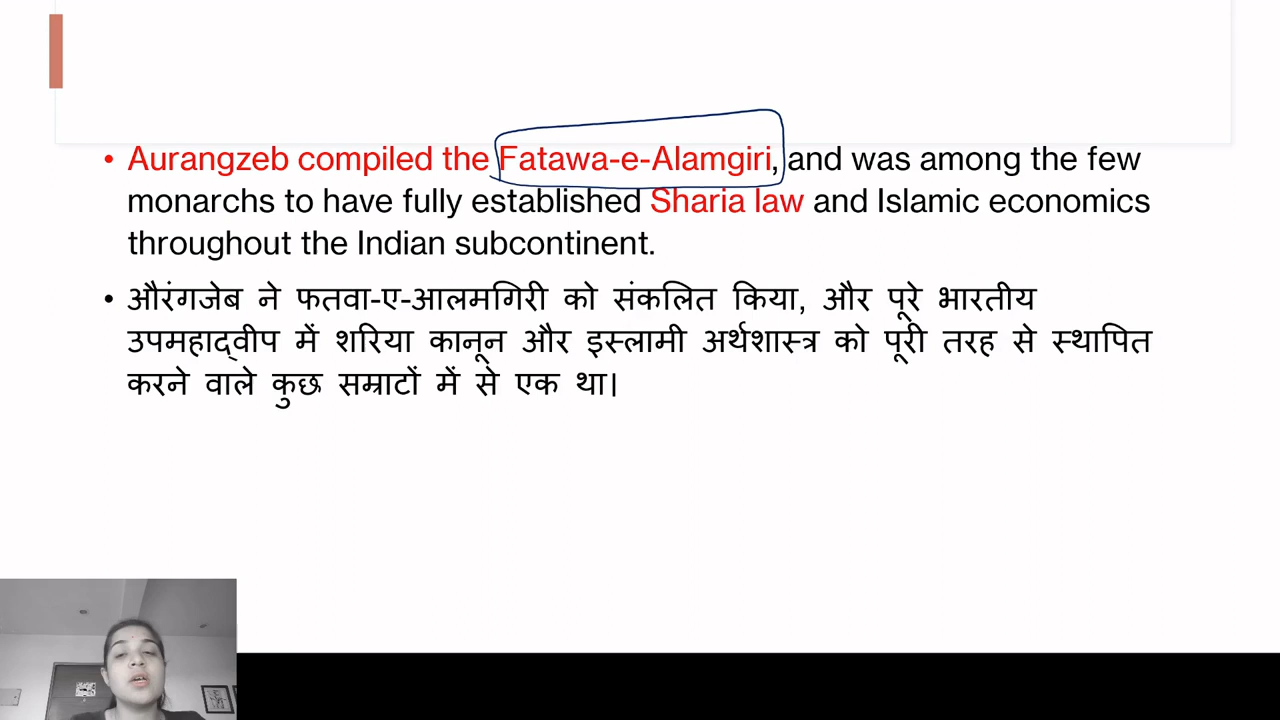 • Aurangzeb compiled the Fatawa-e-Alamgiri, and was among the few
monarchs to have fully established Sharia law and Islamic economics
throughout the Indian subcontinent.
• औरंगजेब ने फतवा-ए-आलमगिरी को संकलित किया, और पूरे भारतीय
उपमहाद्वीप में शरिया कानून और इस्लामी अर्थशास्त्र को पूरी तरह से स्थापित
करने वाले कुछ सम्राटों में से एक था।